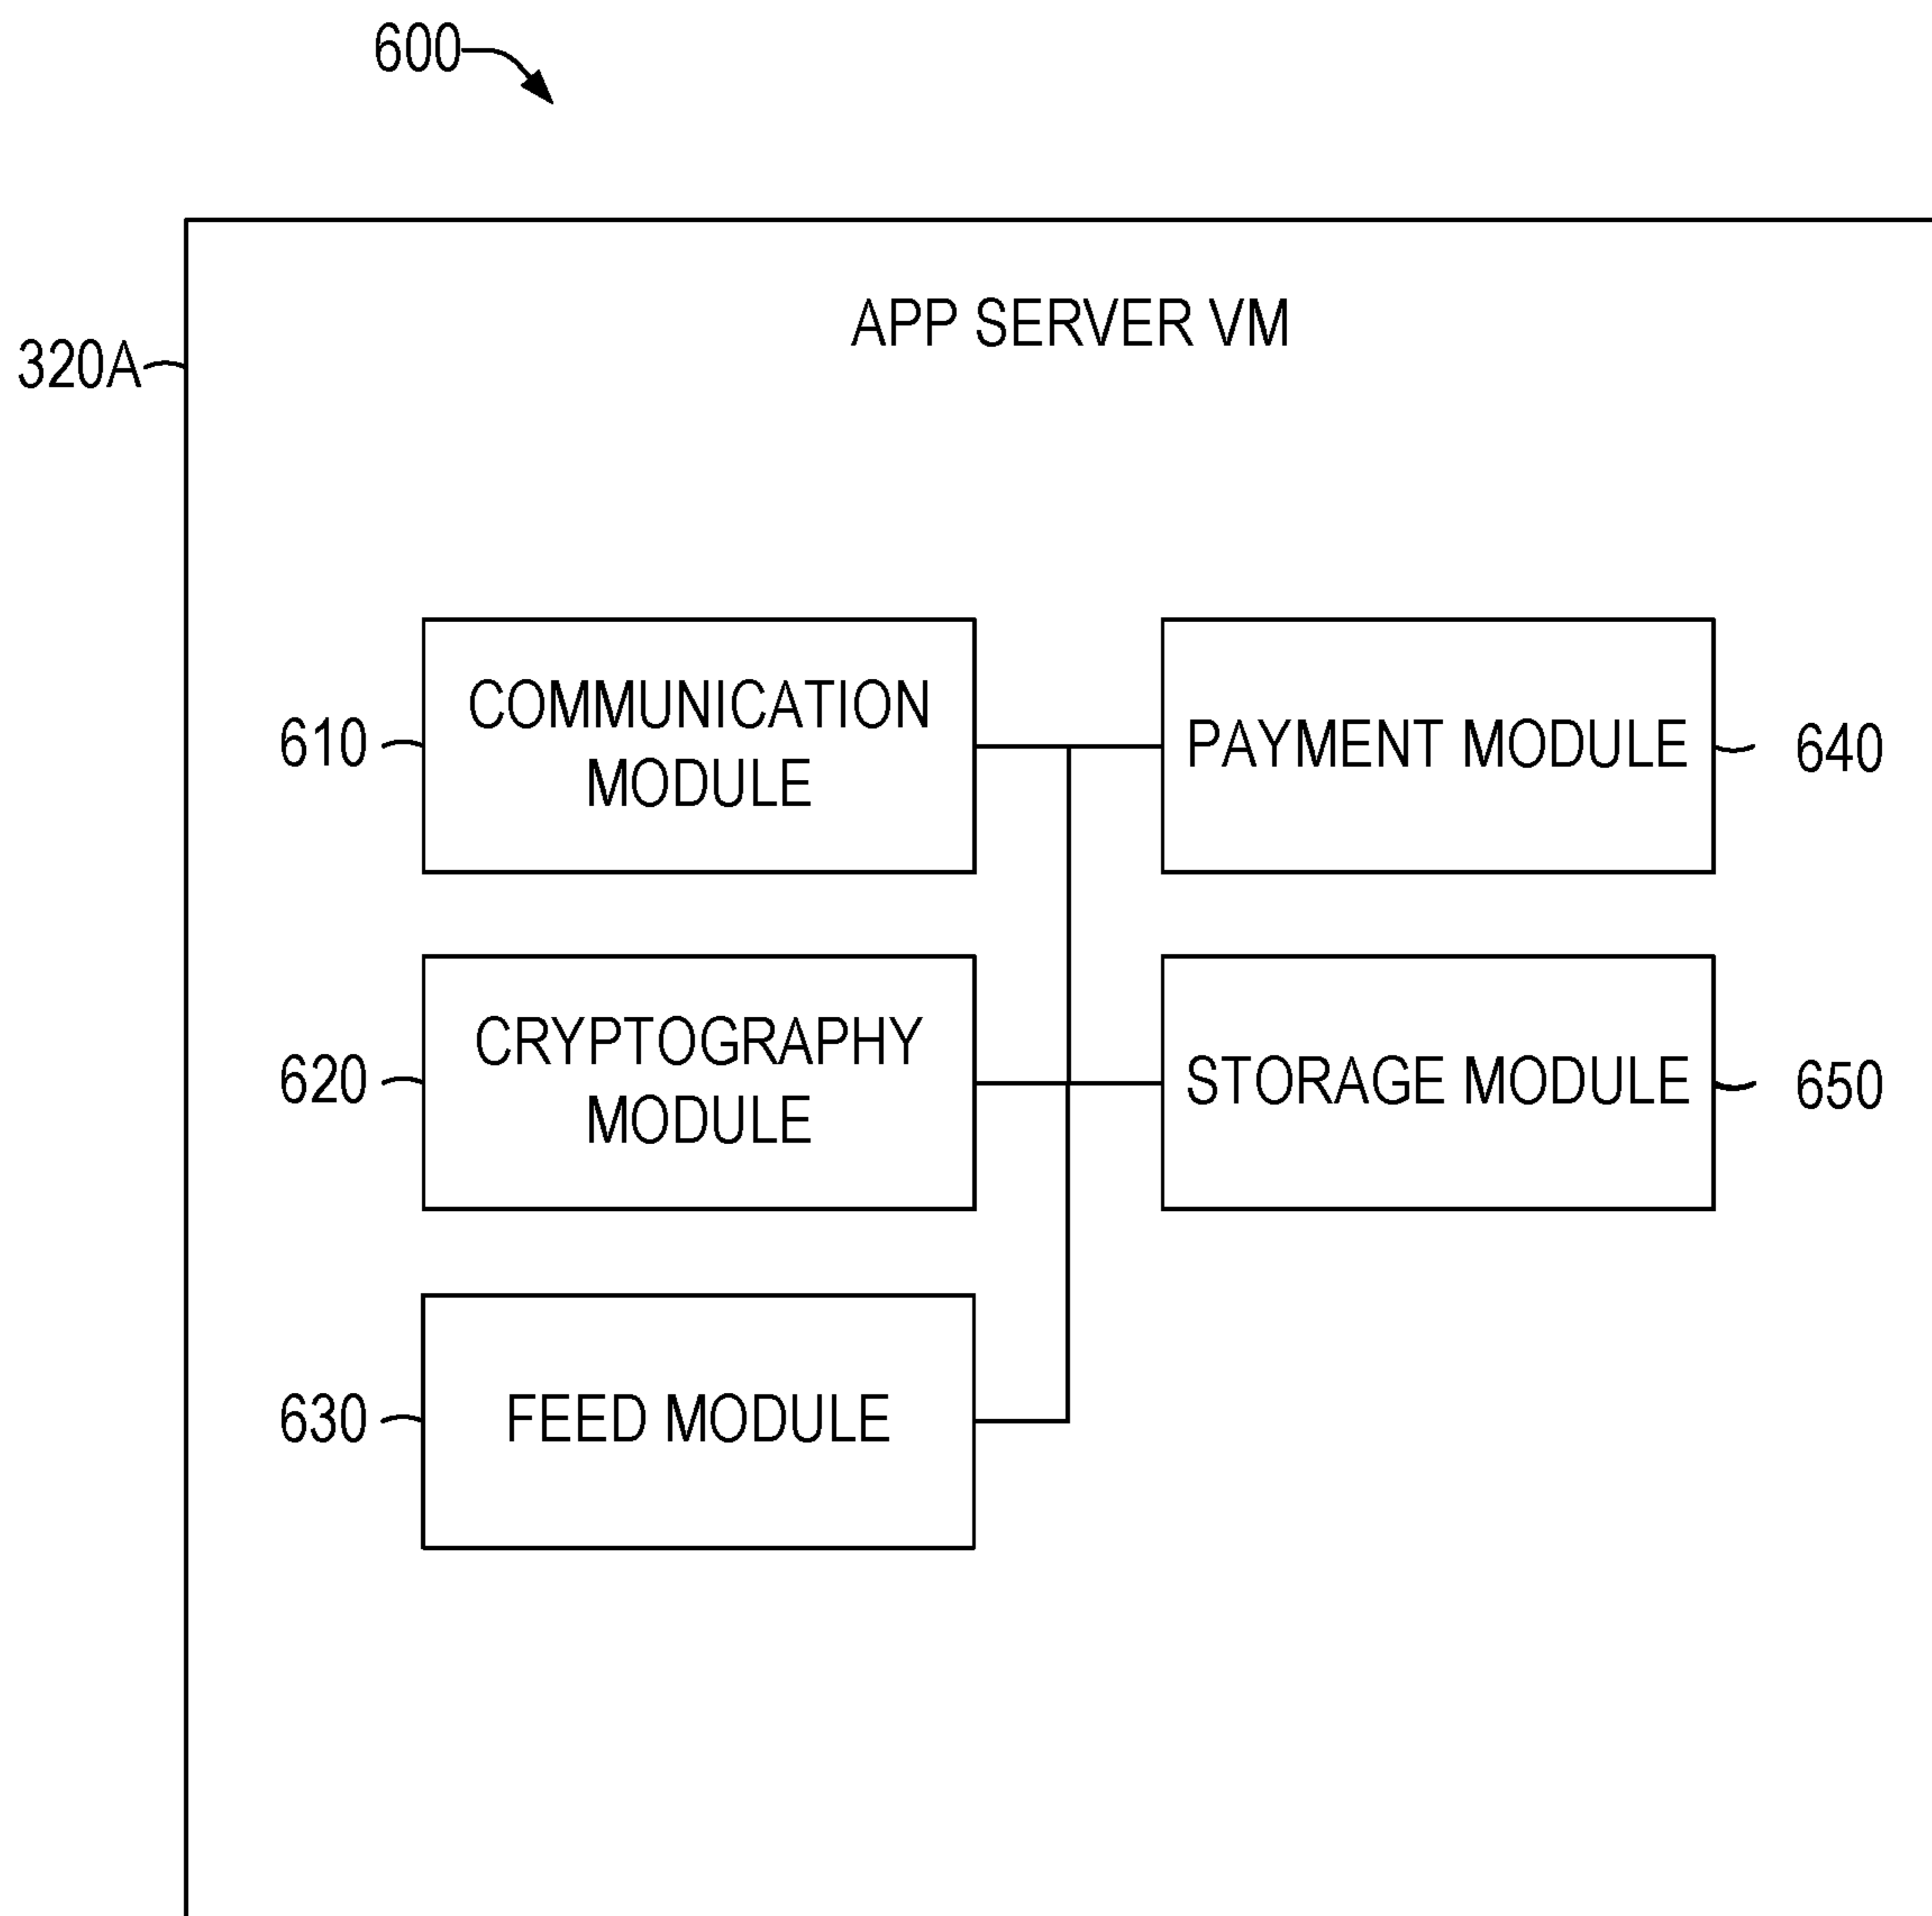 600
APP SERVER VM
320A
COMMUNICATION
MODULE
610
PAYMENT MODULE
640
CRYPTOGRAPHY
MODULE
620
STORAGE MODULE
650
FEED MODULE
630